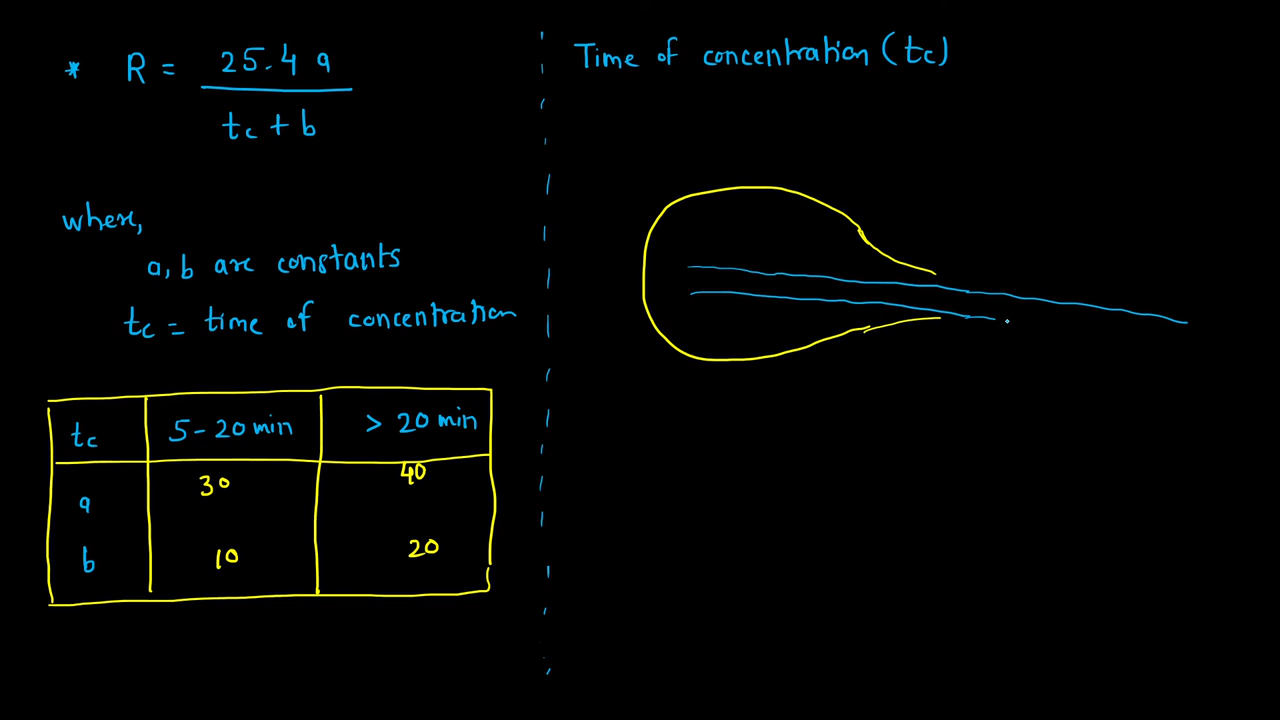 * R = 25.4 a / tc + b
where,
a, b are constants
tc = time of concentration
tc 5-20 min > 20 min
a 30 40
b 10 20
Time of concentration (tc)